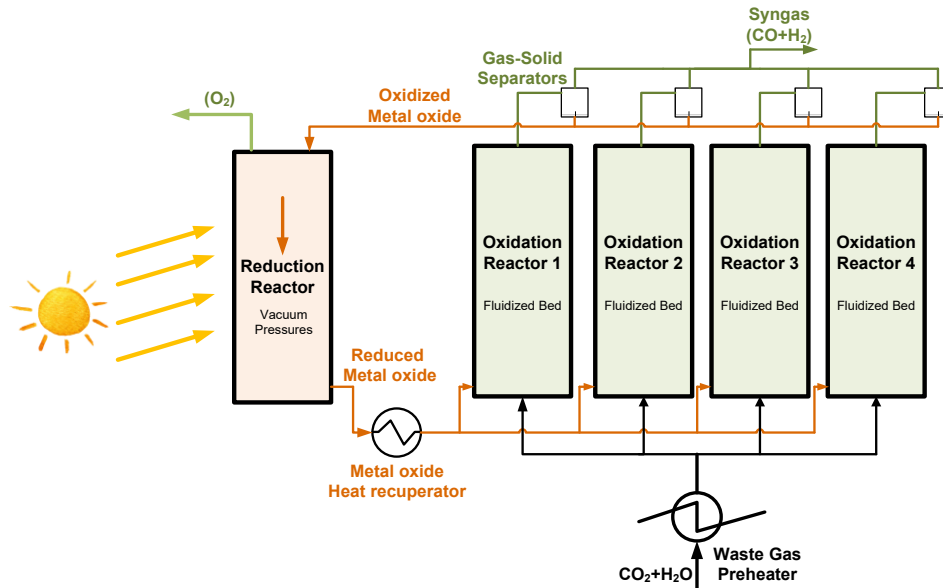 Syngas
(CO+H₂)
Gas-Solid
Separators
(O₂)
Oxidized
Metal oxide
Reduction
Reactor
Vacuum
Pressures
Oxidation
Reactor 1
Fluidized Bed
Oxidation
Reactor 2
Fluidized Bed
Oxidation
Reactor 3
Fluidized Bed
Oxidation
Reactor 4
Fluidized Bed
Reduced
Metal oxide
Metal oxide
Heat recuperator
Waste Gas
Preheater
CO₂+H₂O